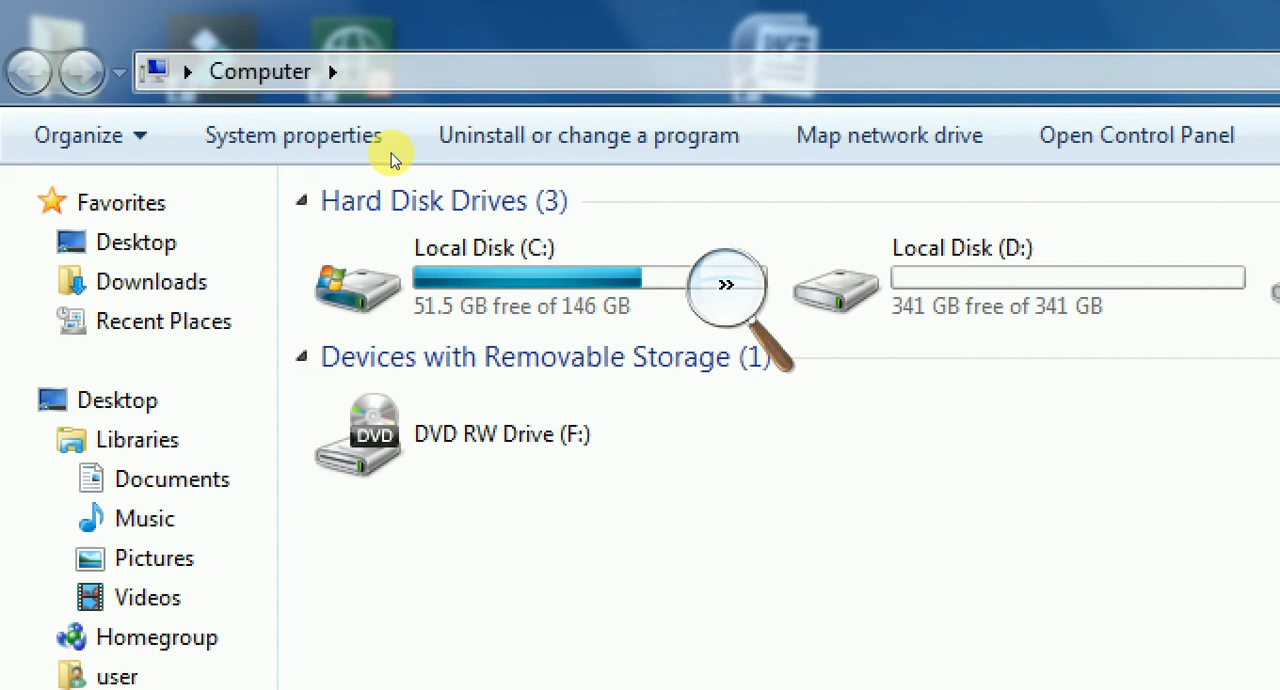 Computer
Organize
System properties
Uninstall or change a program
Map network drive
Open Control Panel
Favorites
Desktop
Downloads
Recent Places
Desktop
Libraries
Documents
Music
Pictures
Videos
Homegroup
user
Hard Disk Drives (3)
Local Disk (C:)
51.5 GB free of 146 GB
»
Local Disk (D:)
341 GB free of 341 GB
Devices with Removable Storage (1)
DVD
DVD RW Drive (F:)